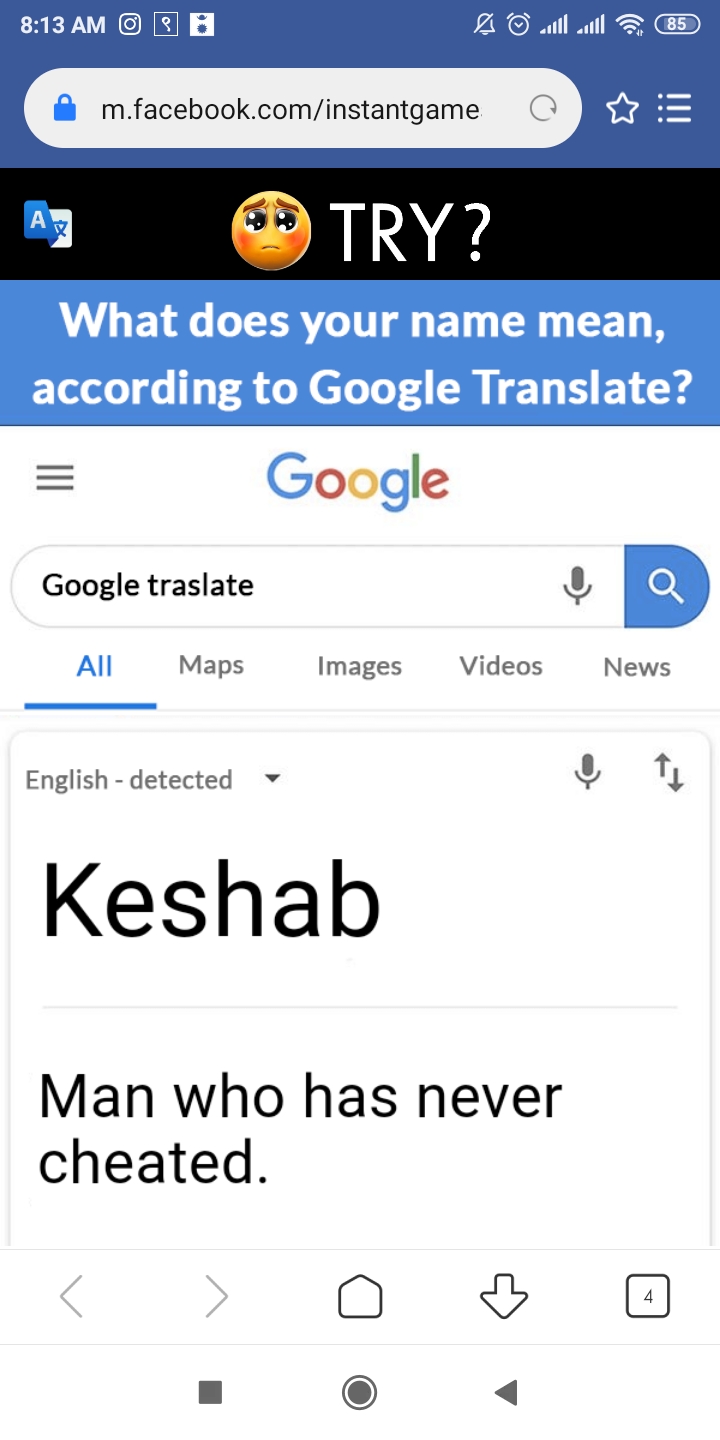 8:13 AM
85
m.facebook.com/instantgame
TRY?
What does your name mean,
according to Google Translate?
Google
Google traslate
All Maps Images Videos News
English - detected
Keshab
Man who has never
cheated.
4